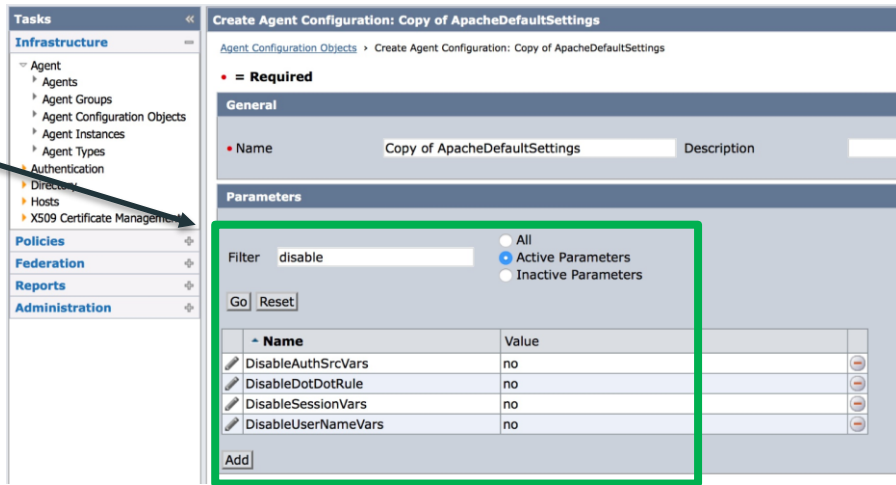 Tasks «
Infrastructure
Agent
Agents
Agent Groups
Agent Configuration Objects
Agent Instances
Agent Types
Authentication
Directory
Hosts
X509 Certificate Management
Policies
Federation
Reports
Administration
Create Agent Configuration: Copy of ApacheDefaultSettings
Agent Configuration Objects › Create Agent Configuration: Copy of ApacheDefaultSettings
• = Required
General
• Name Copy of ApacheDefaultSettings Description
Parameters
All
Filter disable Active Parameters
Inactive Parameters
Go Reset
Name Value
DisableAuthSrcVars no
DisableDotDotRule no
DisableSessionVars no
DisableUserNameVars no
Add